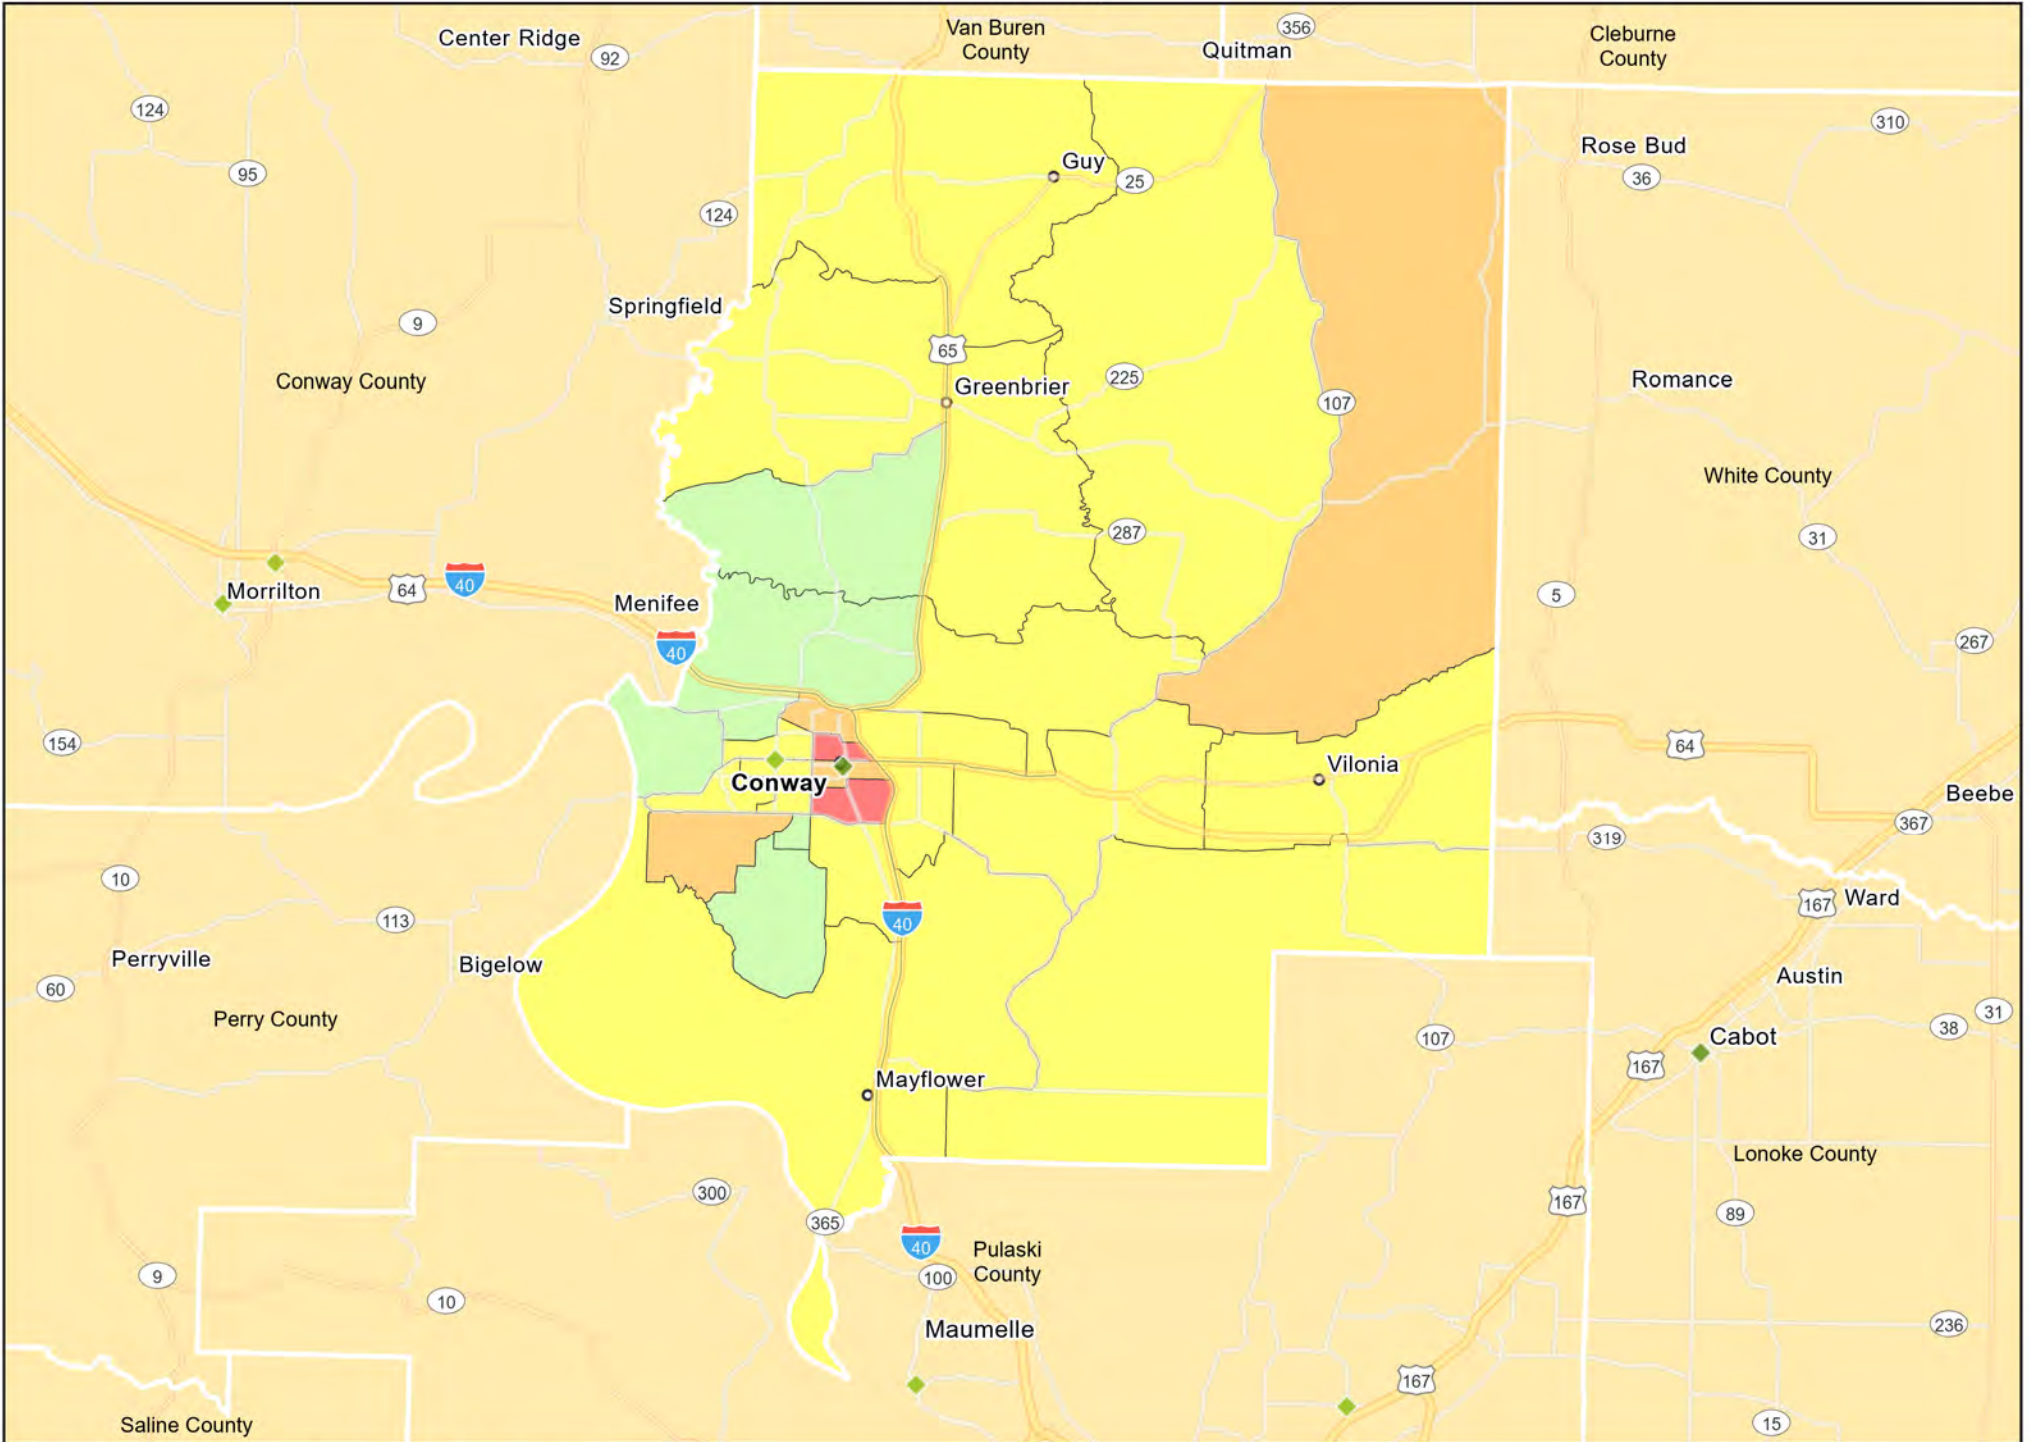 Van Buren
County
356
Cleburne
County
Center Ridge
92
Quitman
124
310
Rose Bud
Guy
95
25
36
124
Springfield
9
65
Conway County
225
Romance
Greenbrier
107
White County
287
31
40
64
Morrilton
Menifee
5
40
267
154
64
Vilonia
Conway
Beebe
367
319
10
113
40
167
Ward
Perryville
Bigelow
60
Austin
Perry County
31
38
107
Cabot
167
Mayflower
Lonoke County
300
167
89
365
40
Pulaski
County
9
100
10
Maumelle
236
167
Saline County
15